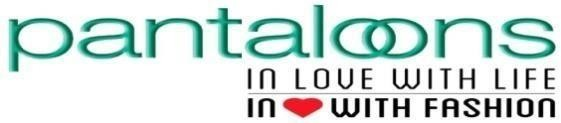 pantaloons
IN LOVE WITH LIFE
IN ❤ WITH FASHION